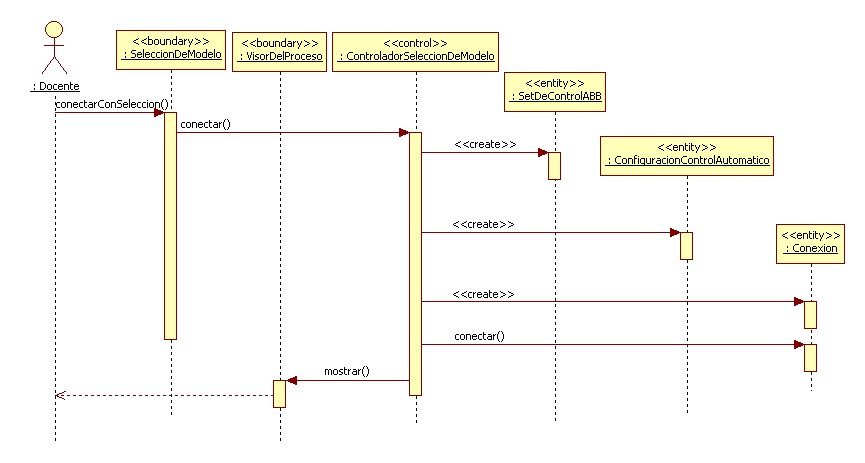 <<boundary>>
: SeleccionDeModelo
<<boundary>>
: VisorDelProceso
<<control>>
: ControladorSeleccionDeModelo
: Docente
<<entity>>
: SetDeControlABB
conectarConSeleccion()
conectar()
<<create>>
<<entity>>
: ConfiguracionControlAutomatico
<<create>>
<<entity>>
: Conexion
<<create>>
conectar()
mostrar()